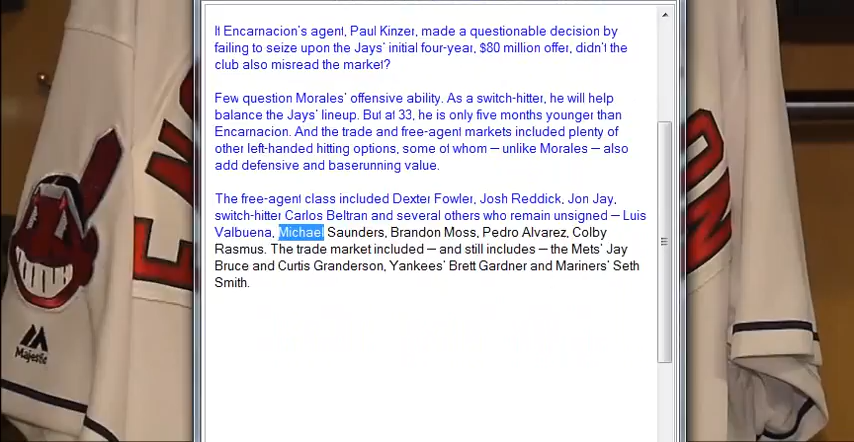 If Encarnacion's agent, Paul Kinzer, made a questionable decision by
failing to seize upon the Jays' initial four-year, $80 million offer, didn't the
club also misread the market?
Few question Morales' offensive ability. As a switch-hitter, he will help
balance the Jays' lineup. But at 33, he is only five months younger than
Encarnacion. And the trade and free-agent markets included plenty of
other left-handed hitting options, some of whom — unlike Morales — also
add defensive and baserunning value.
The free-agent class included Dexter Fowler, Josh Reddick, Jon Jay,
switch-hitter Carlos Beltran and several others who remain unsigned — Luis
Valbuena, Michael Saunders, Brandon Moss, Pedro Alvarez, Colby
Rasmus. The trade market included — and still includes — the Mets' Jay
Bruce and Curtis Granderson, Yankees' Brett Gardner and Mariners' Seth
Smith.
Majestic